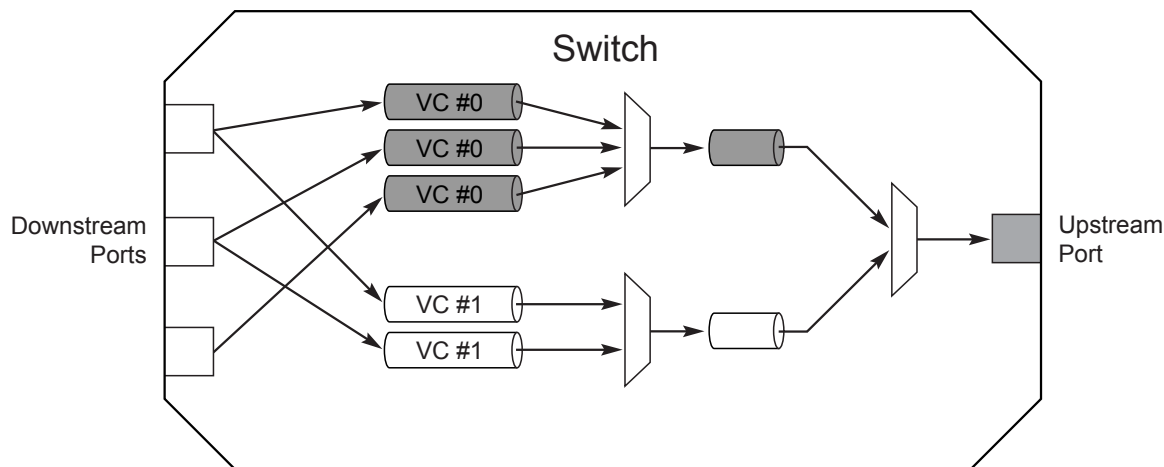 Switch
VC #0
VC #0
VC #0
Downstream
Ports
Upstream
Port
VC #1
VC #1